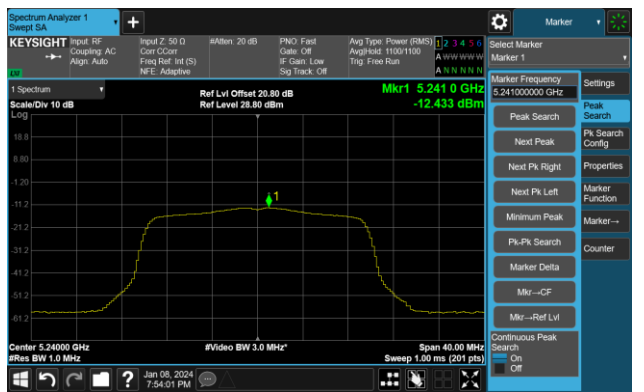 Spectrum Analyzer 1
Swept SA
Marker
KEYSIGHT
Input: RF
Coupling: AC
Align: Auto
Input Z: 50 Ω
Corr CCorr
Freq Ref: Int (S)
NFE: Adaptive
#Atten: 20 dB
PNO: Fast
Gate: Off
IF Gain: Low
Sig Track: Off
Avg Type: Power (RMS)
Avg|Hold: 1100/1100
Trig: Free Run
1 2 3 4 5 6
A W W W W W
A N N N N N
Select Marker
Marker 1
LW
1 Spectrum
Scale/Div 10 dB
Log
Ref Lvl Offset 20.80 dB
Ref Level 28.80 dBm
Mkr1 5.241 0 GHz
-12.433 dBm
18.8
8.80
-1.20
-11.2
-21.2
-31.2
-41.2
-51.2
-61.2
1
Center 5.24000 GHz
#Res BW 1.0 MHz
#Video BW 3.0 MHz*
Span 40.00 MHz
Sweep 1.00 ms (201 pts)
Marker Frequency
5.241000000 GHz
Peak Search
Next Peak
Next Pk Right
Next Pk Left
Minimum Peak
Pk-Pk Search
Marker Delta
Mkr→CF
Mkr→Ref Lvl
Continuous Peak
Search
On
Off
Settings
Peak
Search
Pk Search
Config
Properties
Marker
Function
Marker→
Counter
?
Jan 08, 2024
7:54:01 PM